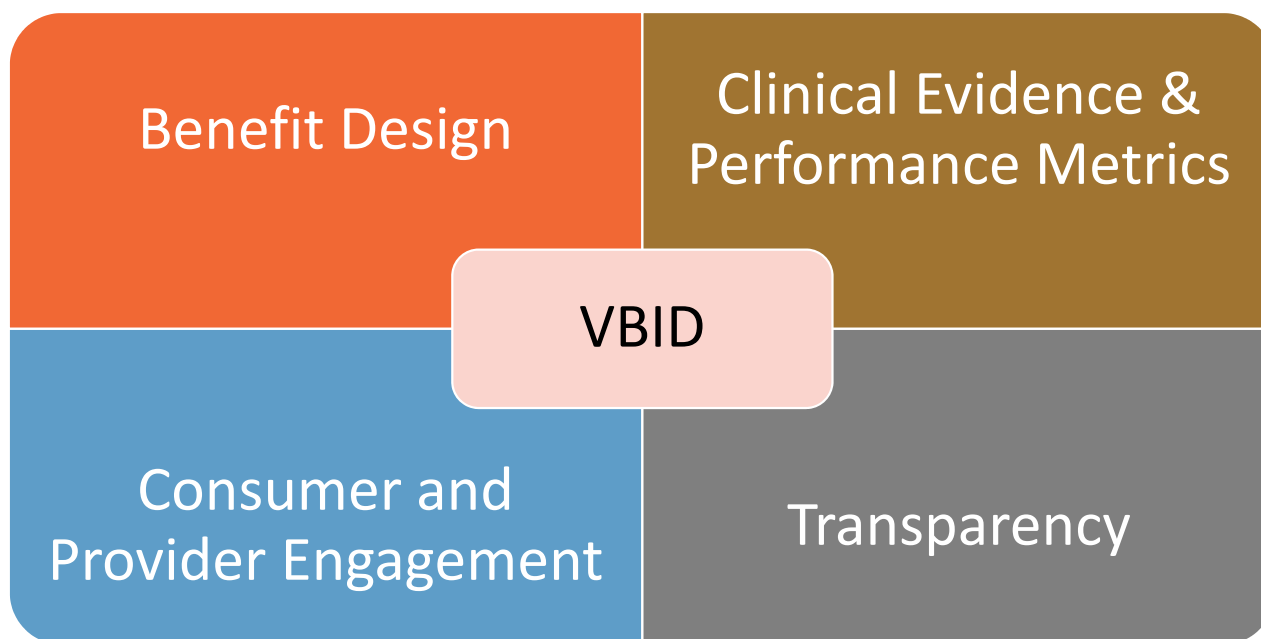 Benefit Design
Clinical Evidence &
Performance Metrics
VBID
Consumer and
Provider Engagement
Transparency